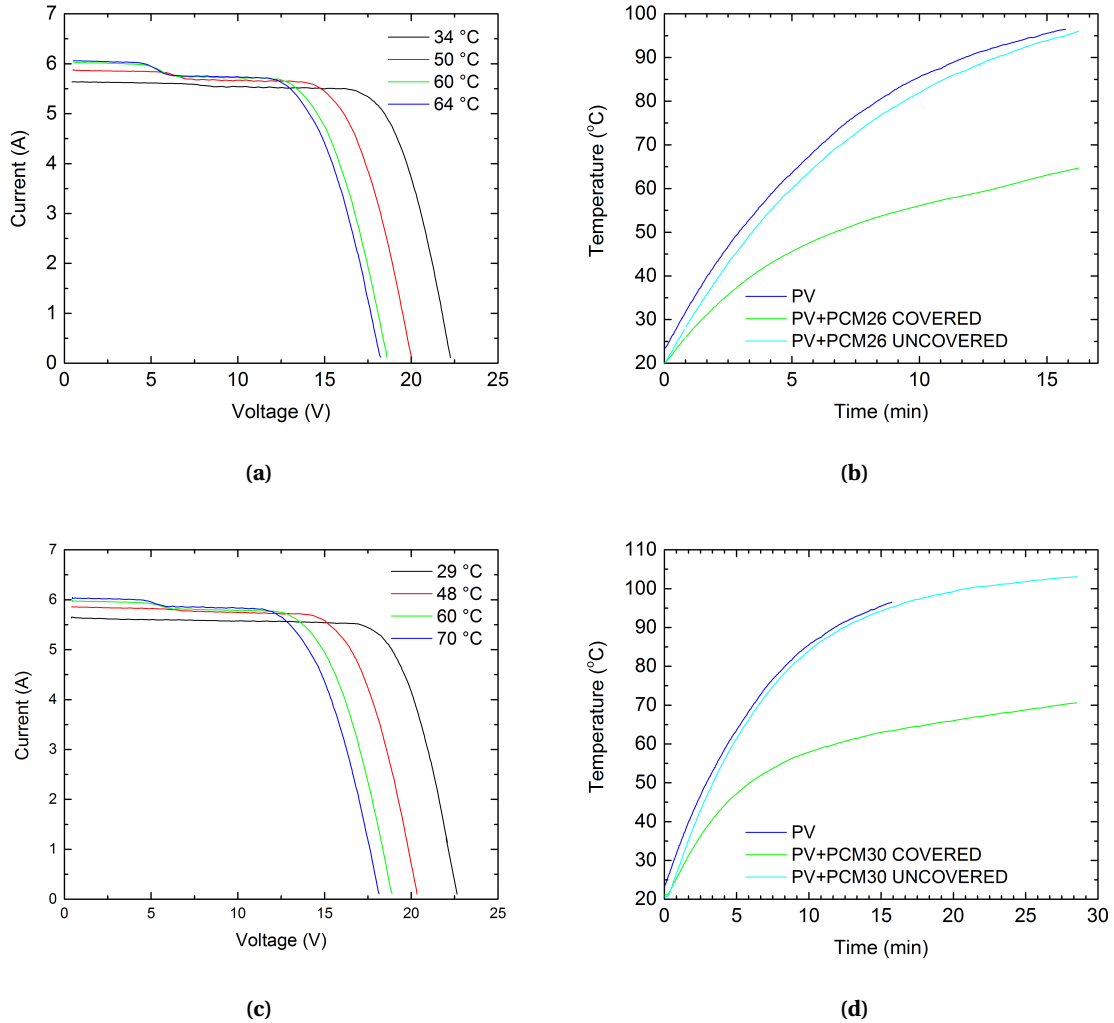 34 °C
50 °C
60 °C
64 °C
7
6
5
4
3
2
1
0
Current (A)
0 5 10 15 20 25
Voltage (V)
(a)
100
90
80
70
60
50
40
30
20
Temperature (°C)
PV
PV+PCM26 COVERED
PV+PCM26 UNCOVERED
0 5 10 15
Time (min)
(b)
29 °C
48 °C
60 °C
70 °C
7
6
5
4
3
2
1
0
Current (A)
0 5 10 15 20 25
Voltage (V)
(c)
110
100
90
80
70
60
50
40
30
20
Temperature (°C)
PV
PV+PCM30 COVERED
PV+PCM30 UNCOVERED
0 5 10 15 20 25 30
Time (min)
(d)